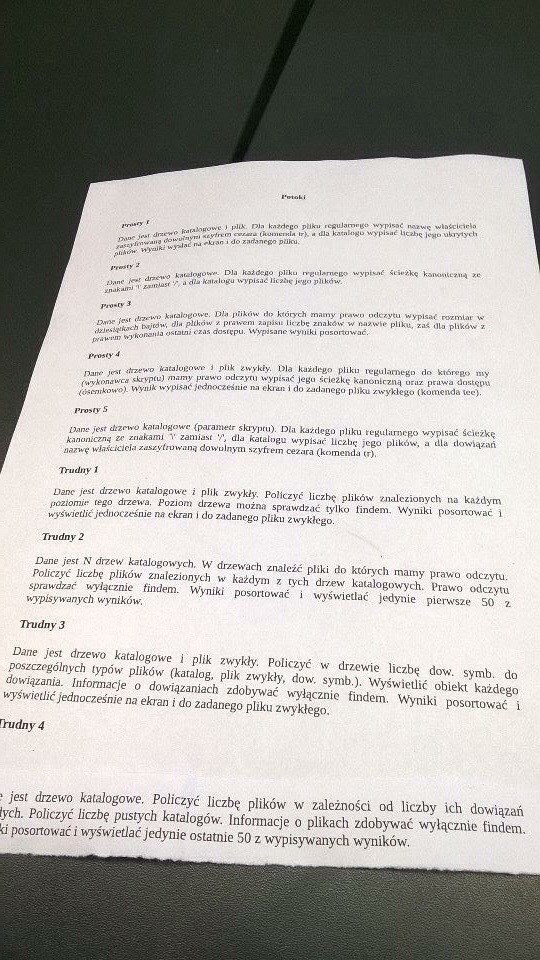 Potoki
Prosty 1
Dane jest drzewo katalogowe i plik. Dla każdego pliku regularnego wypisać nazwę właściciela
zaszyfrowaną dowolnym szyfrem cezara (komenda tr), a dla katalogu wypisać liczbę jego ukrytych
plików. Wyniki wysłać na ekran i do zadanego pliku.
Prosty 2
Dane jest drzewo katalogowe. Dla każdego pliku regularnego wypisać ścieżkę kanoniczną ze
znakami '\' zamiast '/', a dla katalogu wypisać liczbę jego plików.
Prosty 3
Dane jest drzewo katalogowe. Dla plików do których mamy prawo odczytu wypisać rozmiar w
dziesiątkach bajtów, dla plików z prawem zapisu liczbę znaków w nazwie pliku, zaś dla plików z
prawem wykonania ostatni czas dostępu. Wypisane wyniki posortować.
Prosty 4
Dane jest drzewo katalogowe i plik zwykły. Dla każdego pliku regularnego do którego my
(wykonawca skryptu) mamy prawo odczytu wypisać jego ścieżkę kanoniczną oraz prawa dostępu
(ósemkowo). Wynik wypisać jednocześnie na ekran i do zadanego pliku zwykłego (komenda tee).
Prosty 5
Dane jest drzewo katalogowe (parametr skryptu). Dla każdego pliku regularnego wypisać ścieżkę
kanoniczną ze znakami '\' zamiast '/', dla katalogu wypisać liczbę jego plików, a dla dowiązań
nazwę właściciela zaszyfrowaną dowolnym szyfrem cezara (komenda tr).
Trudny 1
Dane jest drzewo katalogowe i plik zwykły. Policzyć liczbę plików znalezionych na każdym
poziomie tego drzewa. Poziom drzewa można sprawdzać tylko findem. Wyniki posortować i
wyświetlić jednocześnie na ekran i do zadanego pliku zwykłego.
Trudny 2
Dane jest N drzew katalogowych. W drzewach znaleźć pliki do których mamy prawo odczytu.
Policzyć liczbę plików znalezionych w każdym z tych drzew katalogowych. Prawo odczytu
sprawdzać wyłącznie findem. Wyniki posortować i wyświetlać jedynie pierwsze 50 z
wypisywanych wyników.
Trudny 3
Dane jest drzewo katalogowe i plik zwykły. Policzyć w drzewie liczbę dow. symb. do
poszczególnych typów plików (katalog, plik zwykły, dow. symb.). Wyświetlić obiekt każdego
dowiązania. Informacje o dowiązaniach zdobywać wyłącznie findem. Wyniki posortować i
wyświetlić jednocześnie na ekran i do zadanego pliku zwykłego.
Trudny 4
e jest drzewo katalogowe. Policzyć liczbę plików w zależności od liczby ich dowiązań
dych. Policzyć liczbę pustych katalogów. Informacje o plikach zdobywać wyłącznie findem.
ki posortować i wyświetlać jedynie ostatnie 50 z wypisywanych wyników.